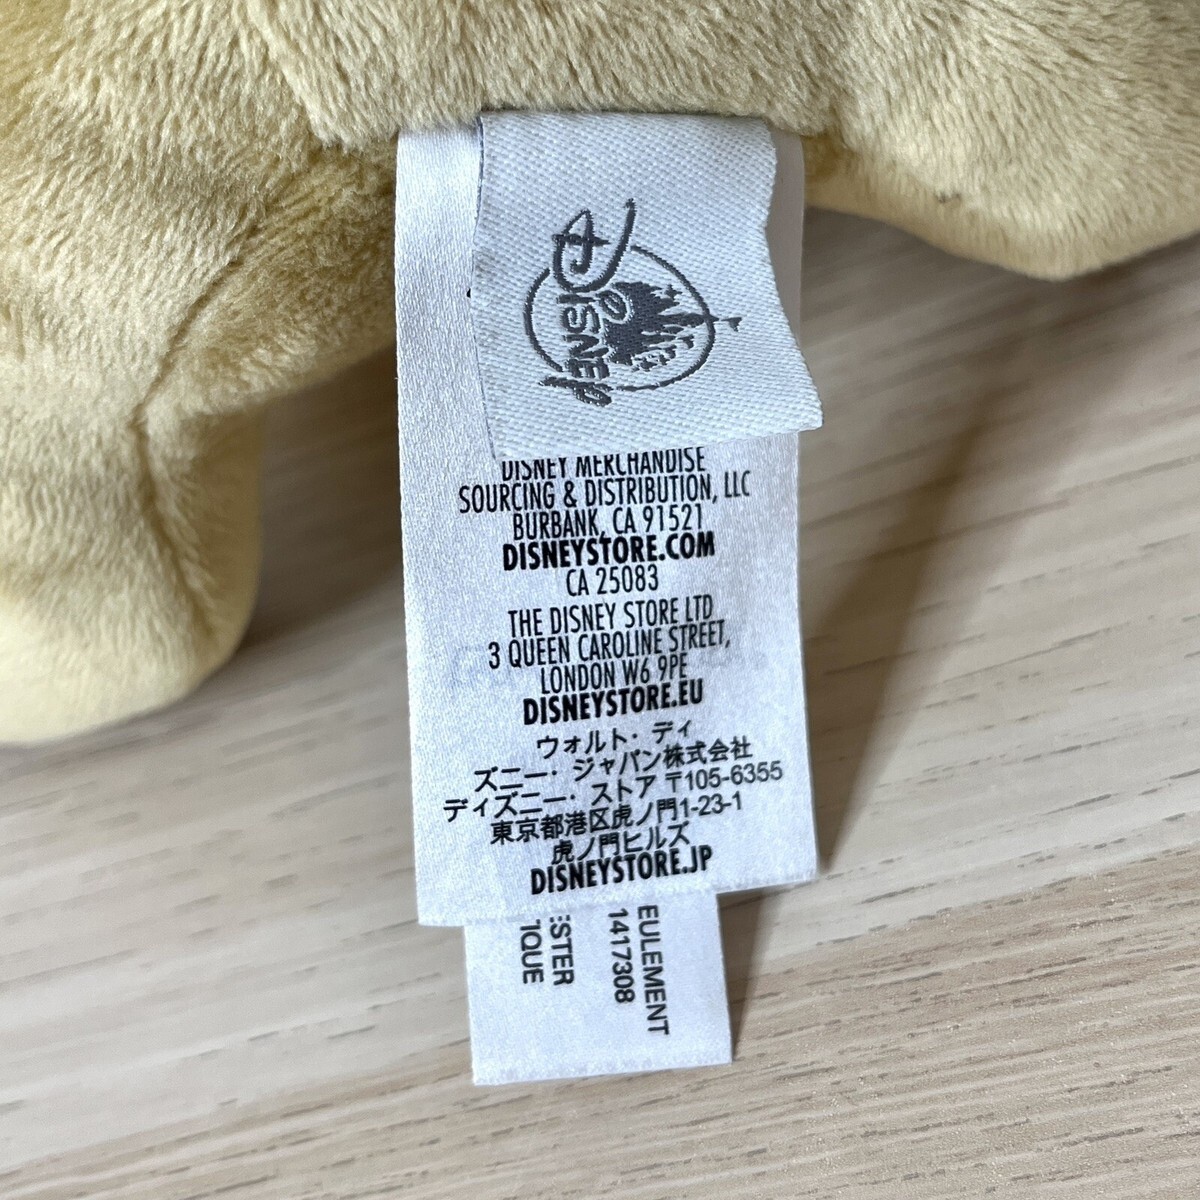 DISNEY
DISNEY MERCHANDISE
SOURCING & DISTRIBUTION, LLC
BURBANK, CA 91521
DISNEYSTORE.COM
CA 25083
THE DISNEY STORE LTD
3 QUEEN CAROLINE STREET,
LONDON W6 9PE
DISNEYSTORE.EU
ウォルト・ディ
ズニー・ジャパン株式会社
ディズニー・ストア 〒105-6355
東京都港区虎ノ門1-23-1
虎ノ門ヒルズ
DISNEYSTORE.JP
EULEMENT
1417308
ESTER
IQUE